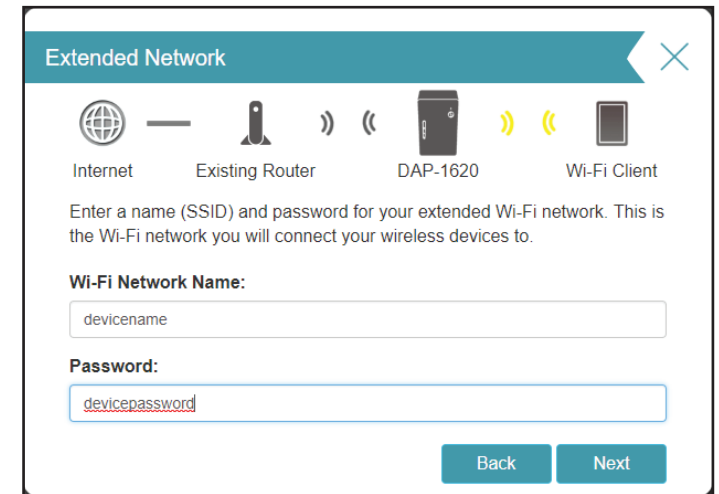 Extended Network
Internet Existing Router DAP-1620 Wi-Fi Client
Enter a name (SSID) and password for your extended Wi-Fi network. This is
the Wi-Fi network you will connect your wireless devices to.
Wi-Fi Network Name:
devicename
Password:
devicepassword
Back Next